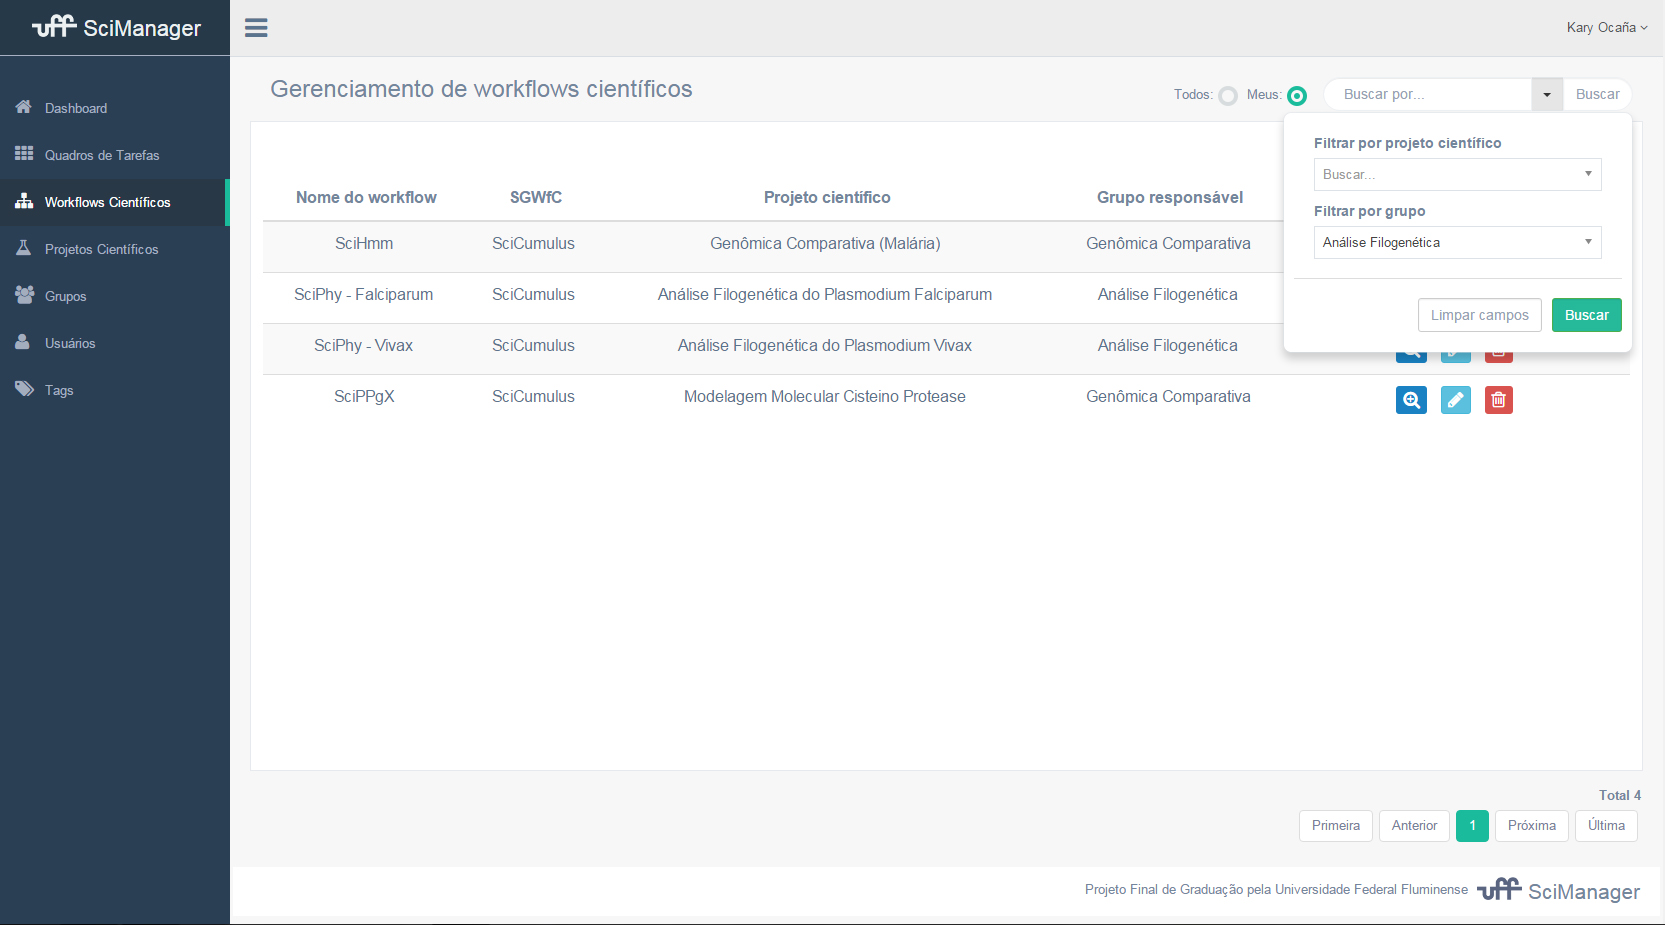 uff SciManager
Kary Ocaña
Dashboard
Quadros de Tarefas
Workflows Científicos
Projetos Científicos
Grupos
Usuários
Tags
Gerenciamento de workflows científicos
Todos: Meus: Buscar por... Buscar
Filtrar por projeto científico
Buscar...
Filtrar por grupo
Análise Filogenética
Limpar campos Buscar
Nome do workflow SGWfC Projeto científico Grupo responsável
SciHmm SciCumulus Genômica Comparativa (Malária) Genômica Comparativa
SciPhy - Falciparum SciCumulus Análise Filogenética do Plasmodium Falciparum Análise Filogenética
SciPhy - Vivax SciCumulus Análise Filogenética do Plasmodium Vivax Análise Filogenética
SciPPgX SciCumulus Modelagem Molecular Cisteino Protease Genômica Comparativa
Total 4
Primeira Anterior 1 Próxima Última
Projeto Final de Graduação pela Universidade Federal Fluminense uff SciManager